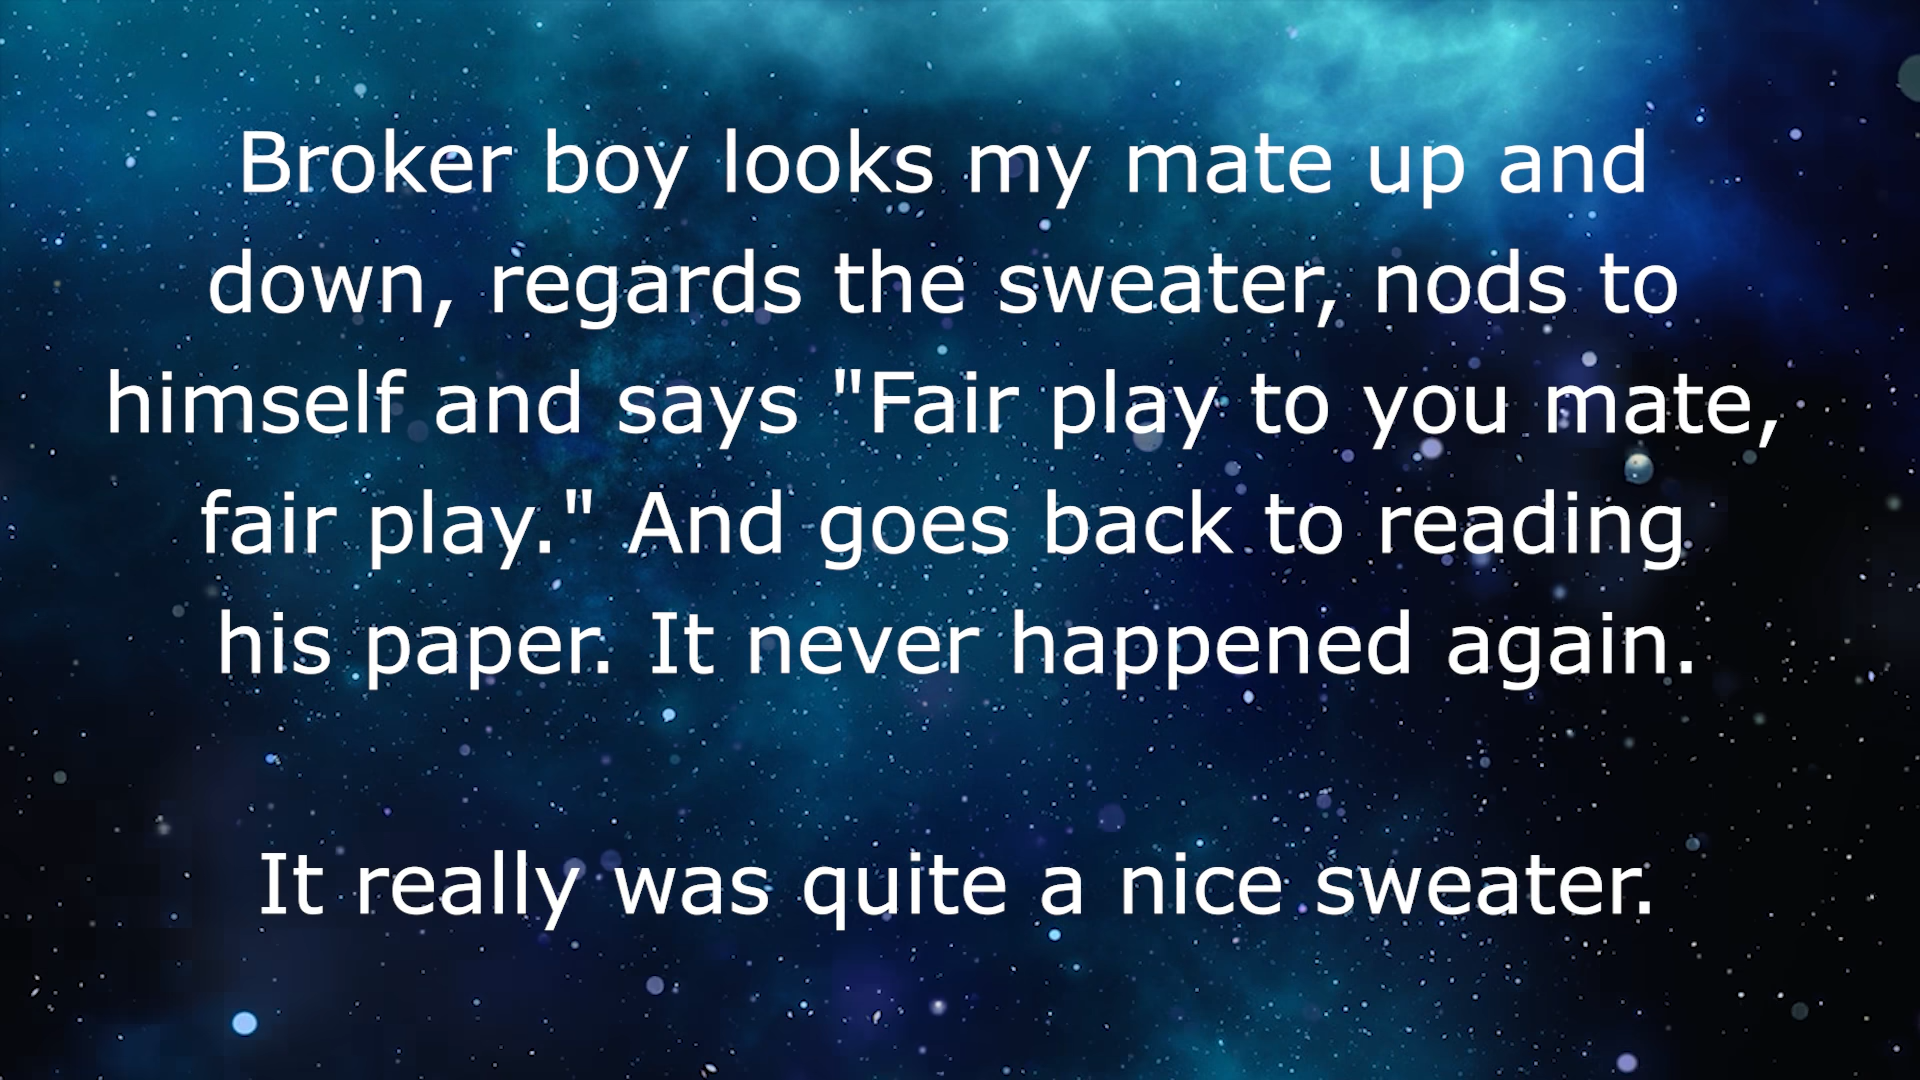 Broker boy looks my mate up and
down, regards the sweater, nods to
himself and says "Fair play to you mate,
fair play." And goes back to reading
his paper. It never happened again.
It really was quite a nice sweater.